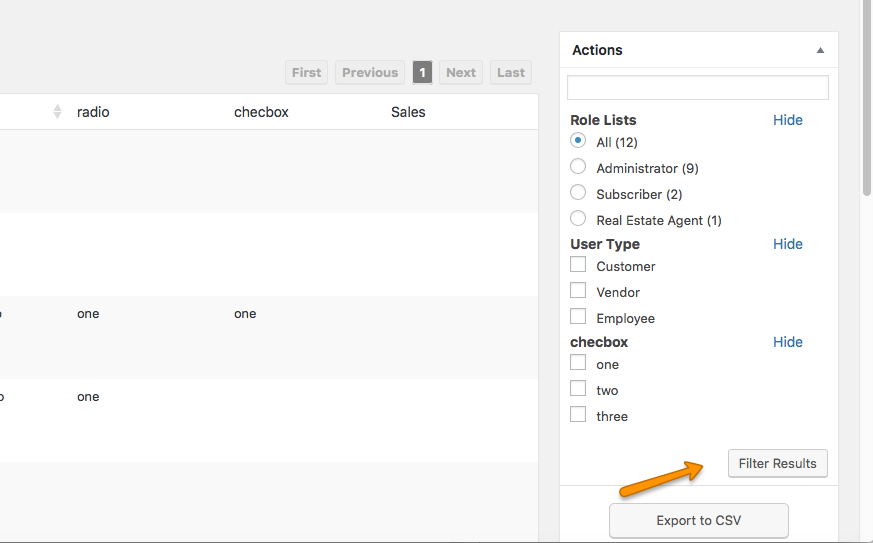 First Previous 1 Next Last
radio checbox Sales
one one
one
Actions
Role Lists Hide
All (12)
Administrator (9)
Subscriber (2)
Real Estate Agent (1)
User Type Hide
Customer
Vendor
Employee
checbox Hide
one
two
three
Filter Results
Export to CSV